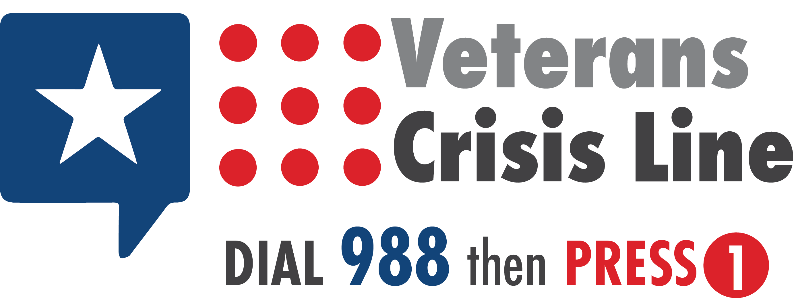 Veterans
Crisis Line
DIAL 988 then PRESS 1